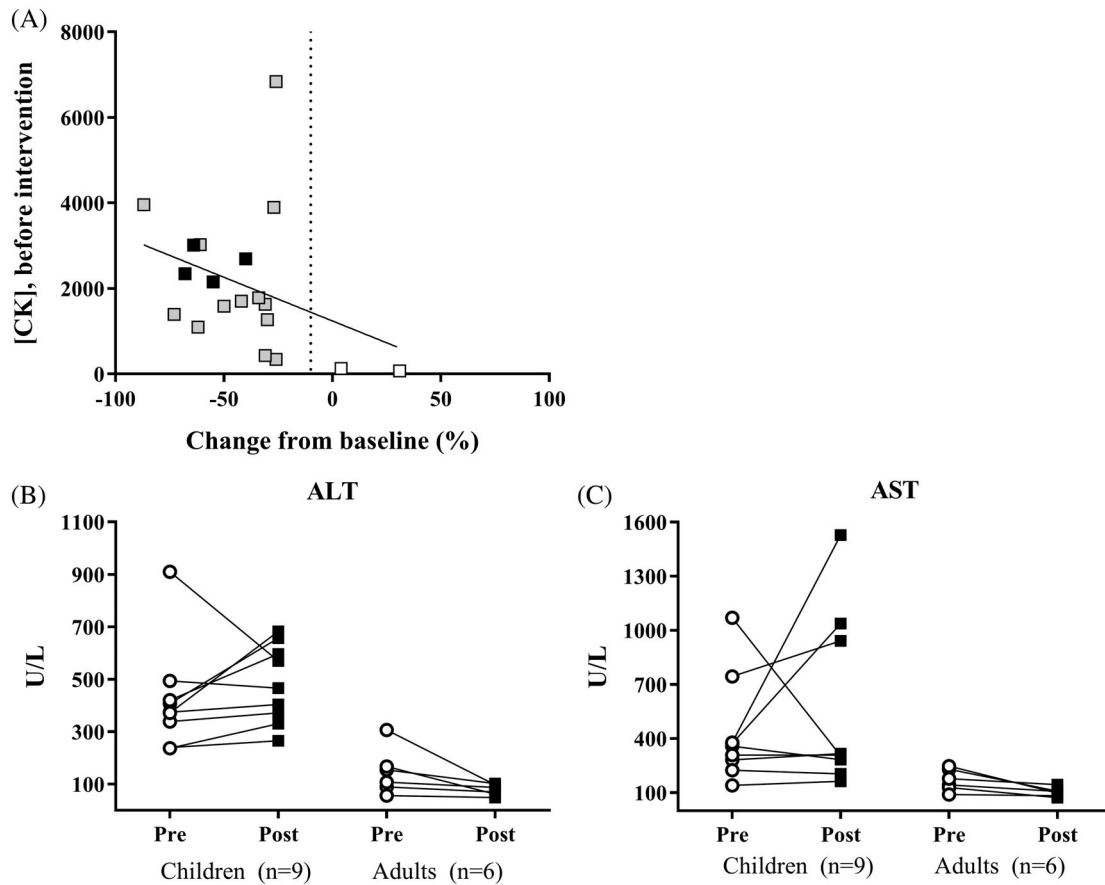 (A)
[CK], before intervention
8000
6000
4000
2000
0
-100 -50 0 50 100
Change from baseline (%)
(B) ALT
U/L
1100
900
700
500
300
100
Pre Post Pre Post
Children (n=9) Adults (n=6)
(C) AST
U/L
1600
1300
1000
700
400
100
Pre Post Pre Post
Children (n=9) Adults (n=6)